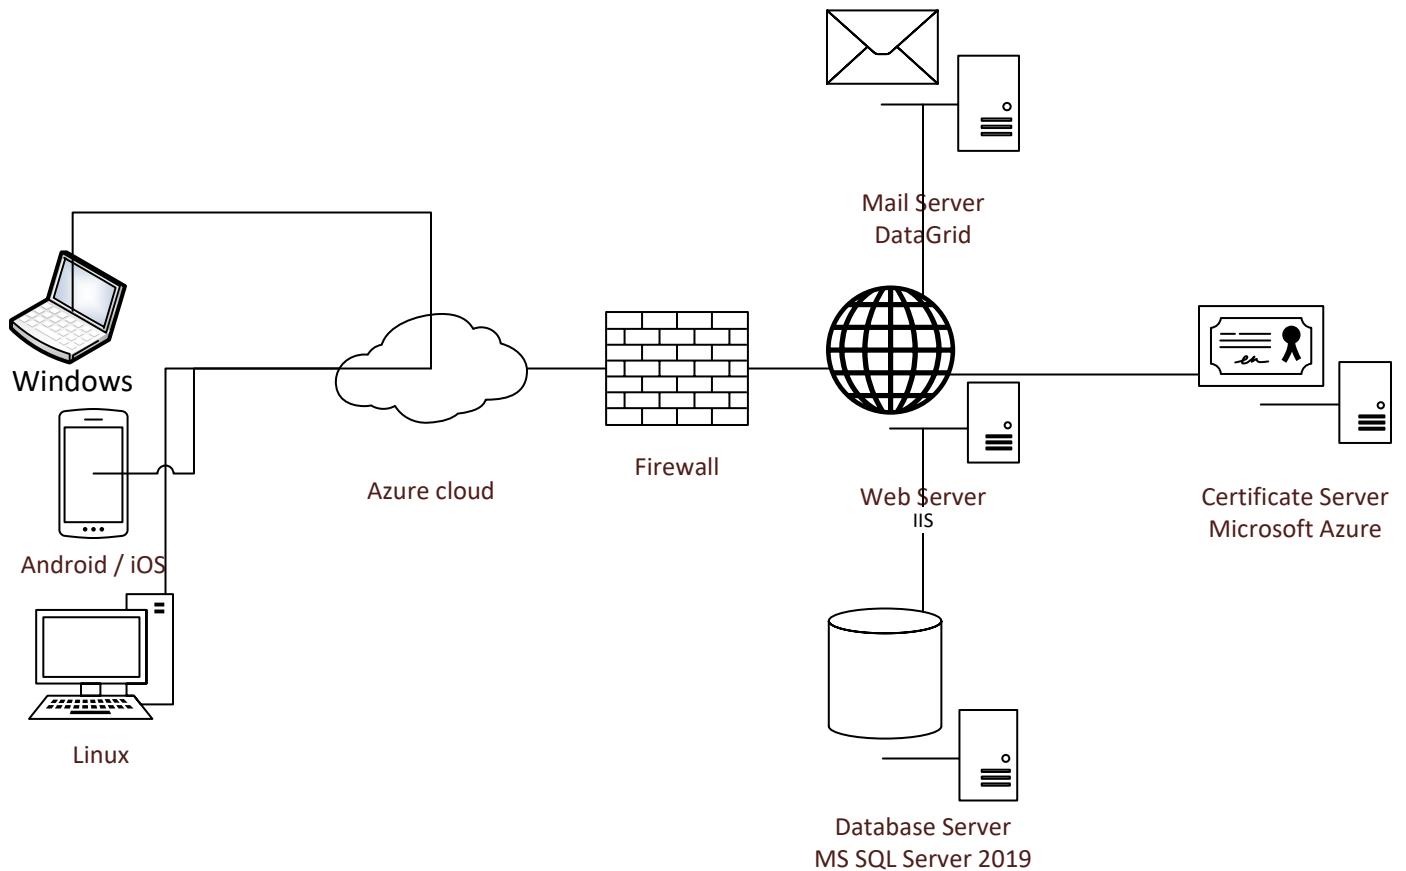 Mail Server
DataGrid
Windows
Firewall
Azure cloud
Web Server
IIS
Certificate Server
Microsoft Azure
Android / iOS
Linux
Database Server
MS SQL Server 2019